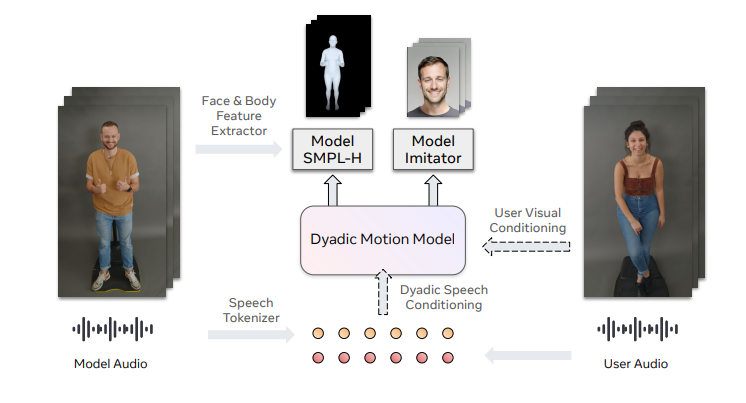 Face & Body
Feature
Extractor
Model
SMPL-H
Model
Imitator
User Visual
Conditioning
Dyadic Motion Model
Dyadic Speech
Conditioning
Speech
Tokenizer
Model Audio
User Audio